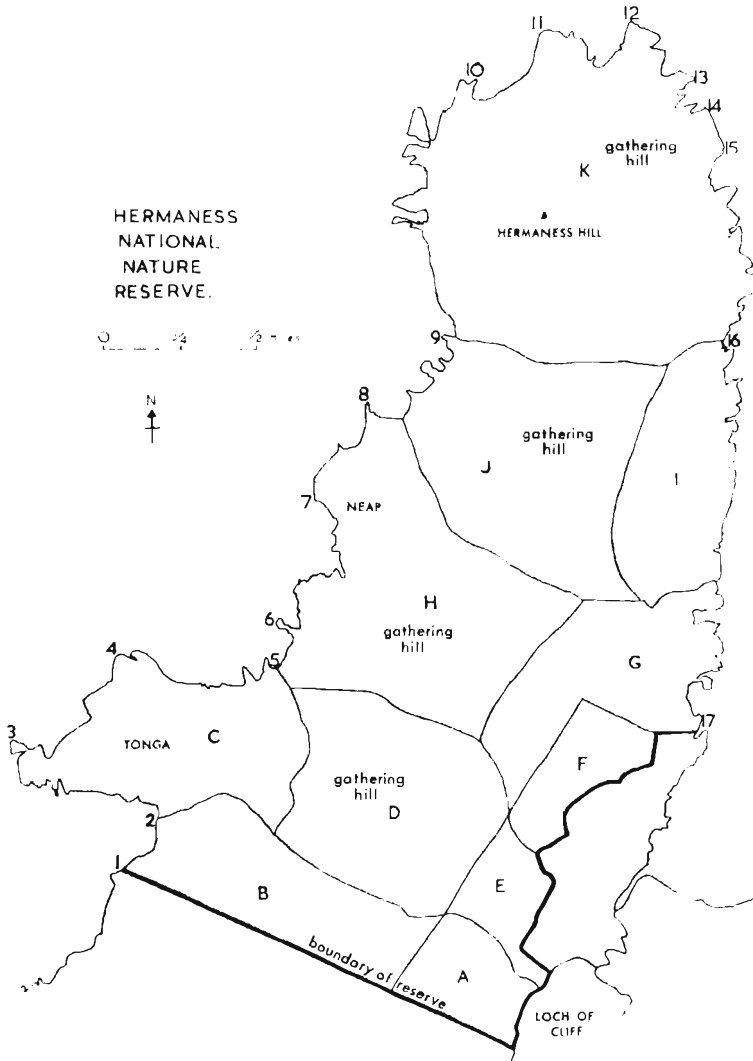 12
11
10
13
14
15
gathering
hill
K
HERMANESS HILL
HERMANESS
NATIONAL
NATURE
RESERVE.
0
N
9
16
8
gathering
hill
J
I
7
NEAP
H
gathering
hill
6
5
4
G
3
TONGA
C
17
F
gathering
hill
D
2
1
B
E
A
boundary of reserve
LOCH OF
CLIFF